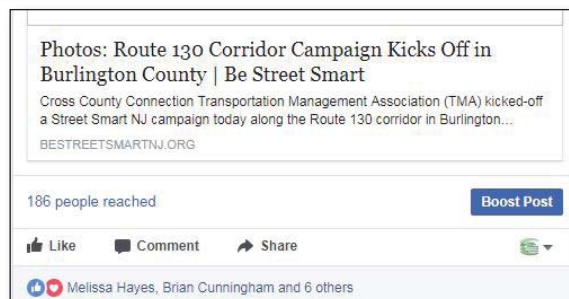 Photos: Route 130 Corridor Campaign Kicks Off in
Burlington County | Be Street Smart
Cross County Connection Transportation Management Association (TMA) kicked-off
a Street Smart NJ campaign today along the Route 130 corridor in Burlington...
BESTREETSMARTNJ.ORG
186 people reached
Boost Post
Like Comment Share
Melissa Hayes, Brian Cunningham and 6 others